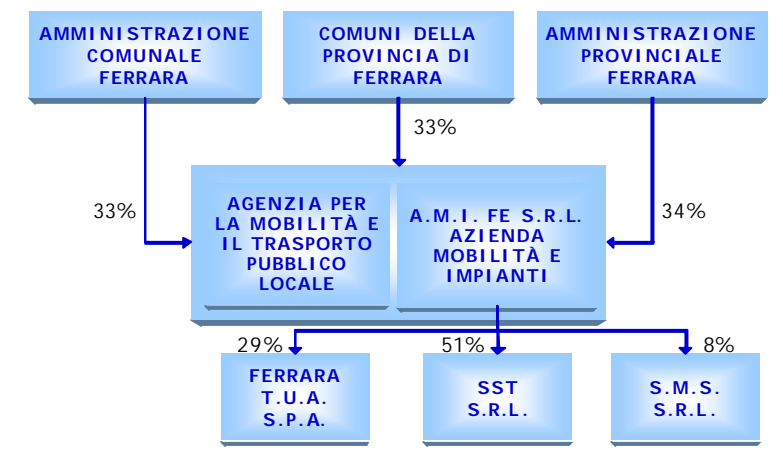 AMMINISTRAZIONE
COMUNALE
FERRARA
COMUNI DELLA
PROVINCIA DI
FERRARA
AMMINISTRAZIONE
PROVINCIALE
FERRARA
33%
33%
34%
AGENZIA PER
LA MOBILITÀ E
IL TRASPORTO
PUBBLICO
LOCALE
A.M.I. FE S.R.L.
AZIENDA
MOBILITÀ E
IMPIANTI
29%
51%
8%
FERRARA
T.U.A.
S.P.A.
SST
S.R.L.
S.M.S.
S.R.L.